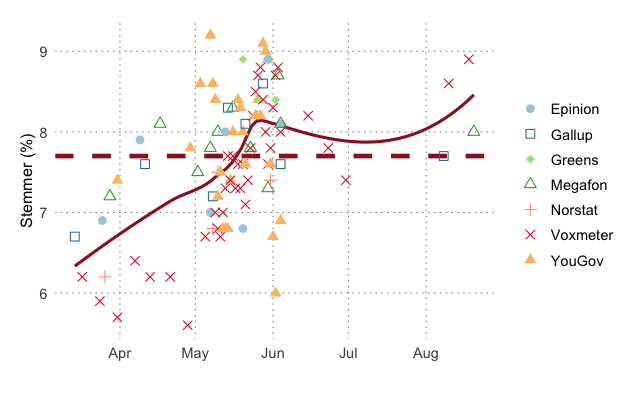 9
8
7
6
Stemmer (%)
Apr
May
Jun
Jul
Aug
Epinion
Gallup
Greens
Megafon
Norstat
Voxmeter
YouGov